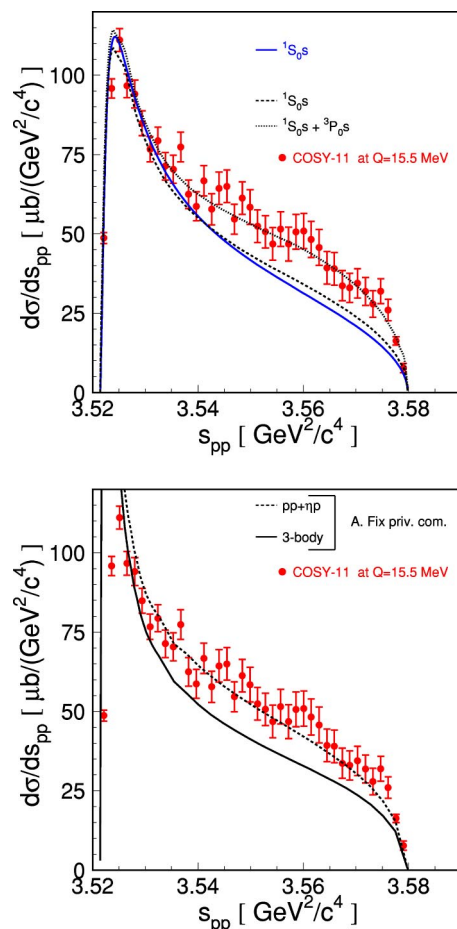 ¹S₀s
¹S₀s
¹S₀s + ³P₀s
COSY-11 at Q=15.5 MeV
dσ/ds_pp [ μb/(GeV²/c⁴) ]
100
75
50
25
0
3.52 3.54 3.56 3.58
s_pp [ GeV²/c⁴ ]
pp+ηp
3-body
A. Fix priv. com.
COSY-11 at Q=15.5 MeV
dσ/ds_pp [ μb/(GeV²/c⁴) ]
100
75
50
25
0
3.52 3.54 3.56 3.58
s_pp [ GeV²/c⁴ ]